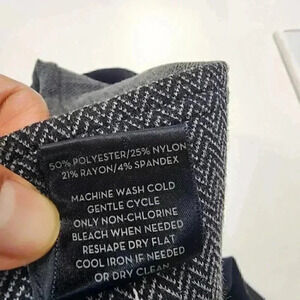 50% POLYESTER/25% NYLON
21% RAYON/4% SPANDEX
MACHINE WASH COLD
GENTLE CYCLE
ONLY NON-CHLORINE
BLEACH WHEN NEEDED
RESHAPE DRY FLAT
COOL IRON IF NEEDED
OR DRY CLEAN